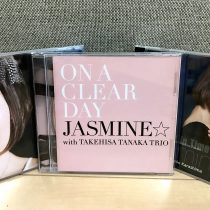 ON A
CLEAR
DAY
JASMINE☆
with TAKEHISA TANAKA TRIO